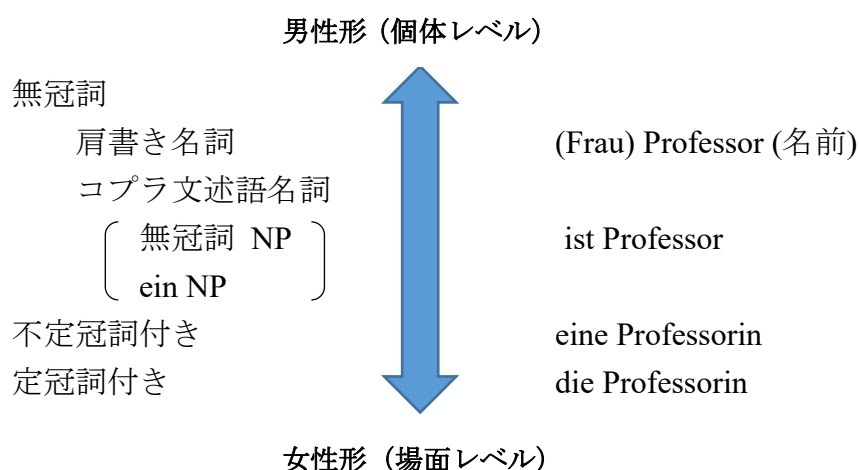 男性形（個体レベル）
無冠詞
肩書き名詞 (Frau) Professor (名前)
コプラ文述語名詞
無冠詞 NP ist Professor
ein NP
不定冠詞付き eine Professorin
定冠詞付き die Professorin
女性形（場面レベル）